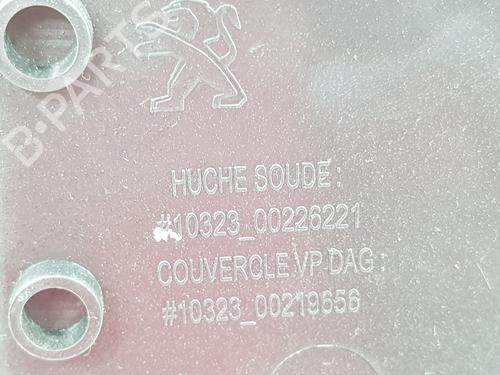 B-PARTS
HUCHE SOUDE :
#10323_00226221
COUVERCLE VP DAG :
#10323_00219656